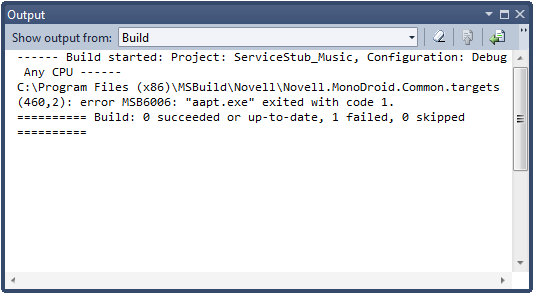 Output
Show output from: Build
------ Build started: Project: ServiceStub_Music, Configuration: Debug
Any CPU ------
C:\Program Files (x86)\MSBuild\Novell\Novell.MonoDroid.Common.targets
(460,2): error MSB6006: "aapt.exe" exited with code 1.
========== Build: 0 succeeded or up-to-date, 1 failed, 0 skipped
==========